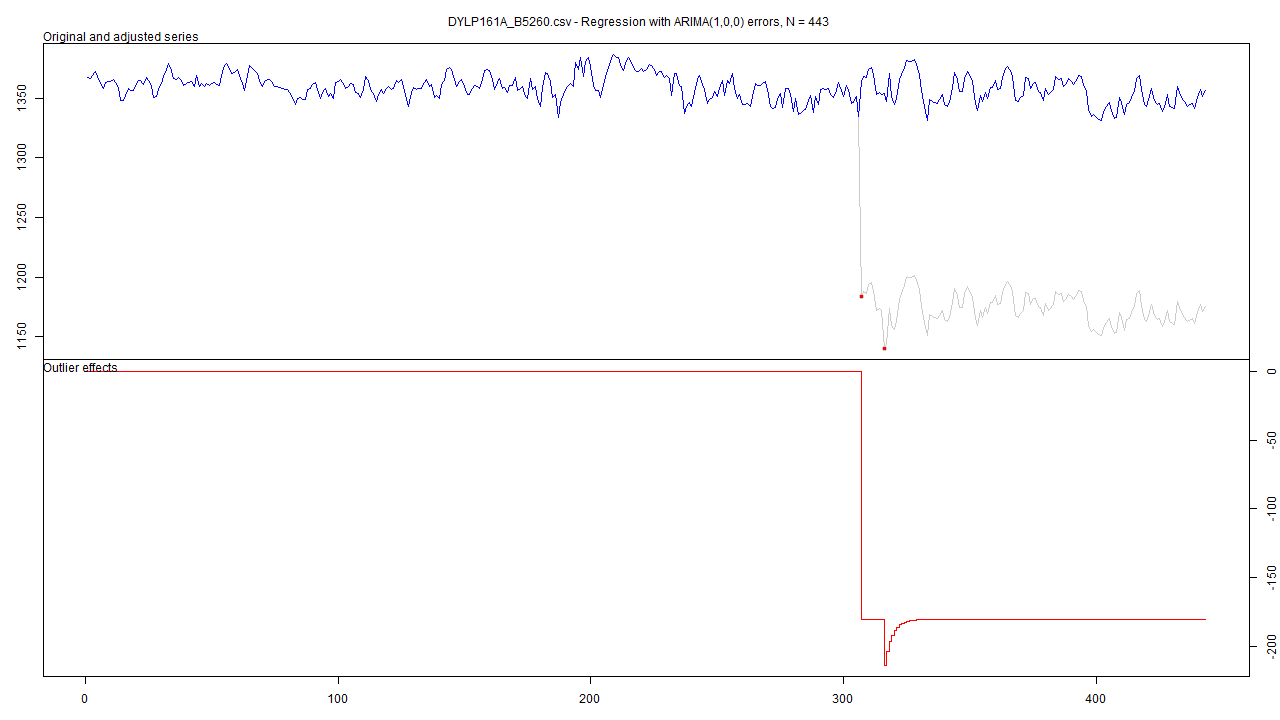 DYLP161A_B5260.csv - Regression with ARIMA(1,0,0) errors, N = 443
Original and adjusted series
1350
1300
1250
1200
1150
Outlier effects
0
-50
-100
-150
-200
0 100 200 300 400